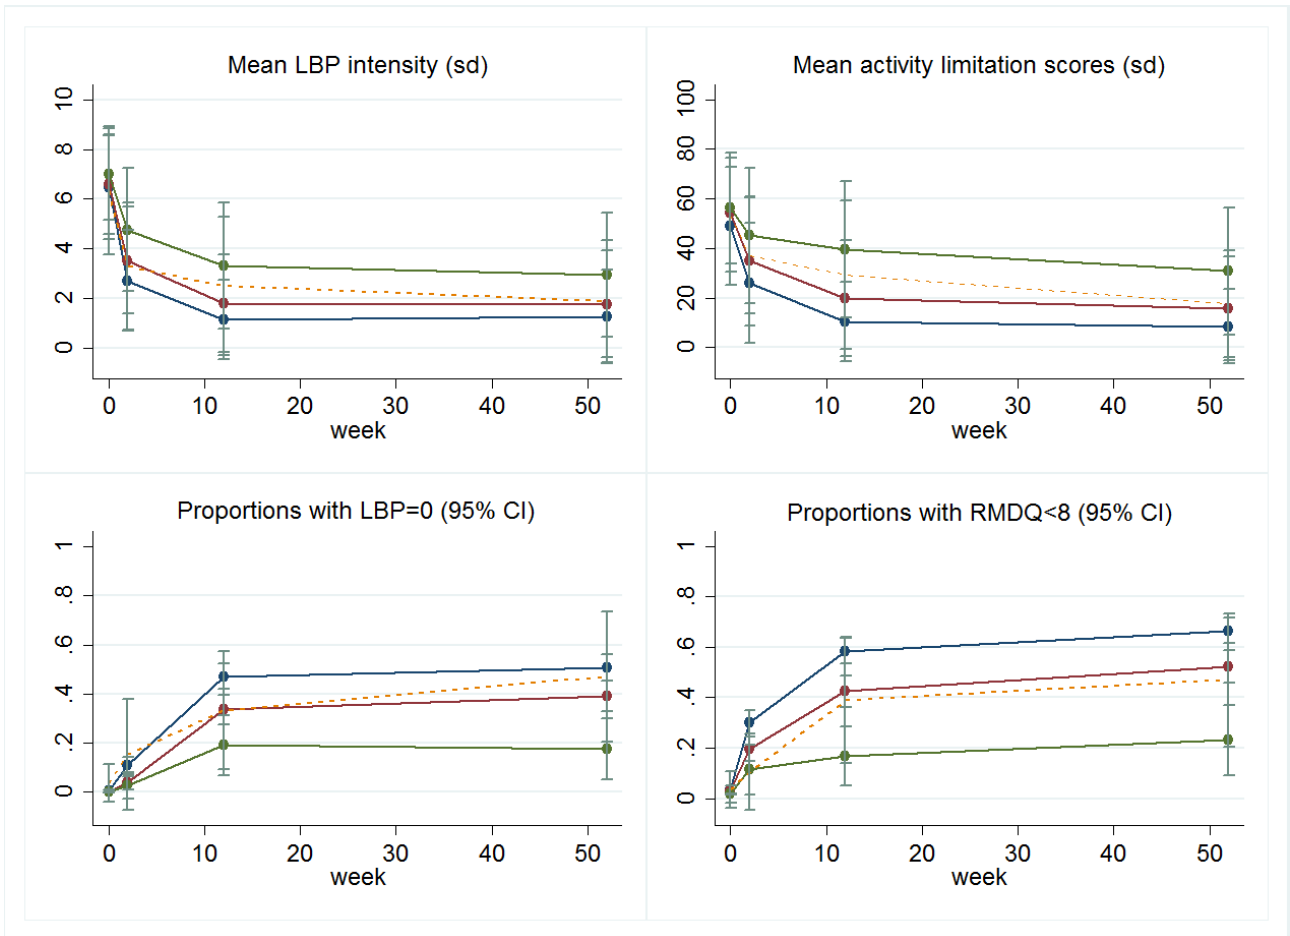 Mean LBP intensity (sd)
10
8
6
4
2
0
0 10 20 30 40 50
week
Mean activity limitation scores (sd)
100
80
60
40
20
0
0 10 20 30 40 50
week
Proportions with LBP=0 (95% CI)
1
.8
.6
.4
.2
0
0 10 20 30 40 50
week
Proportions with RMDQ<8 (95% CI)
1
.8
.6
.4
.2
0
0 10 20 30 40 50
week